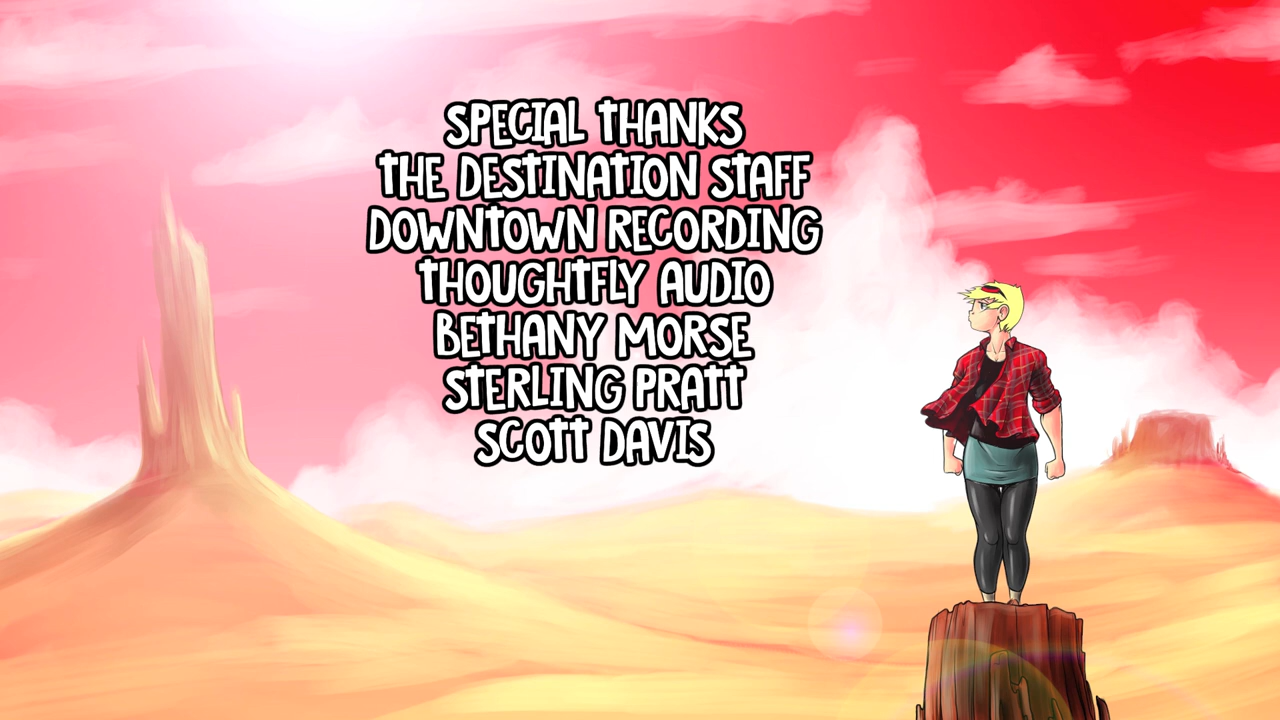 SPECIAL THANKS
THE DESTINATION STAFF
DOWNTOWN RECORDING
THOUGHTFLY AUDIO
BETHANY MORSE
STERLING PRATT
SCOTT DAVIS